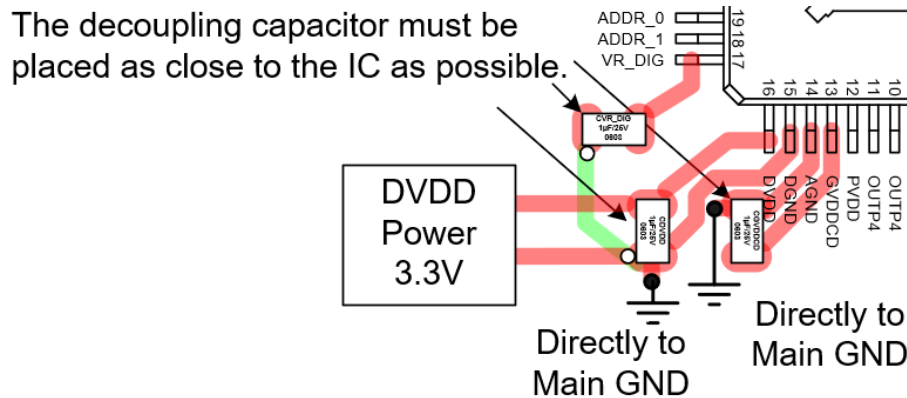 The decoupling capacitor must be
placed as close to the IC as possible.
ADDR_0
ADDR_1
VR_DIG
19
18
17
16
15
14
13
12
11
10
DVDD
DGND
AGND
GVDDCD
PVDD
OUTP4
OUTP4
CVR_DIG
1µF/25V
0603
DVDD
Power
3.3V
CDVDD
1µF/25V
0603
CGVDDCD
1µF/25V
0603
Directly to
Main GND
Directly to
Main GND